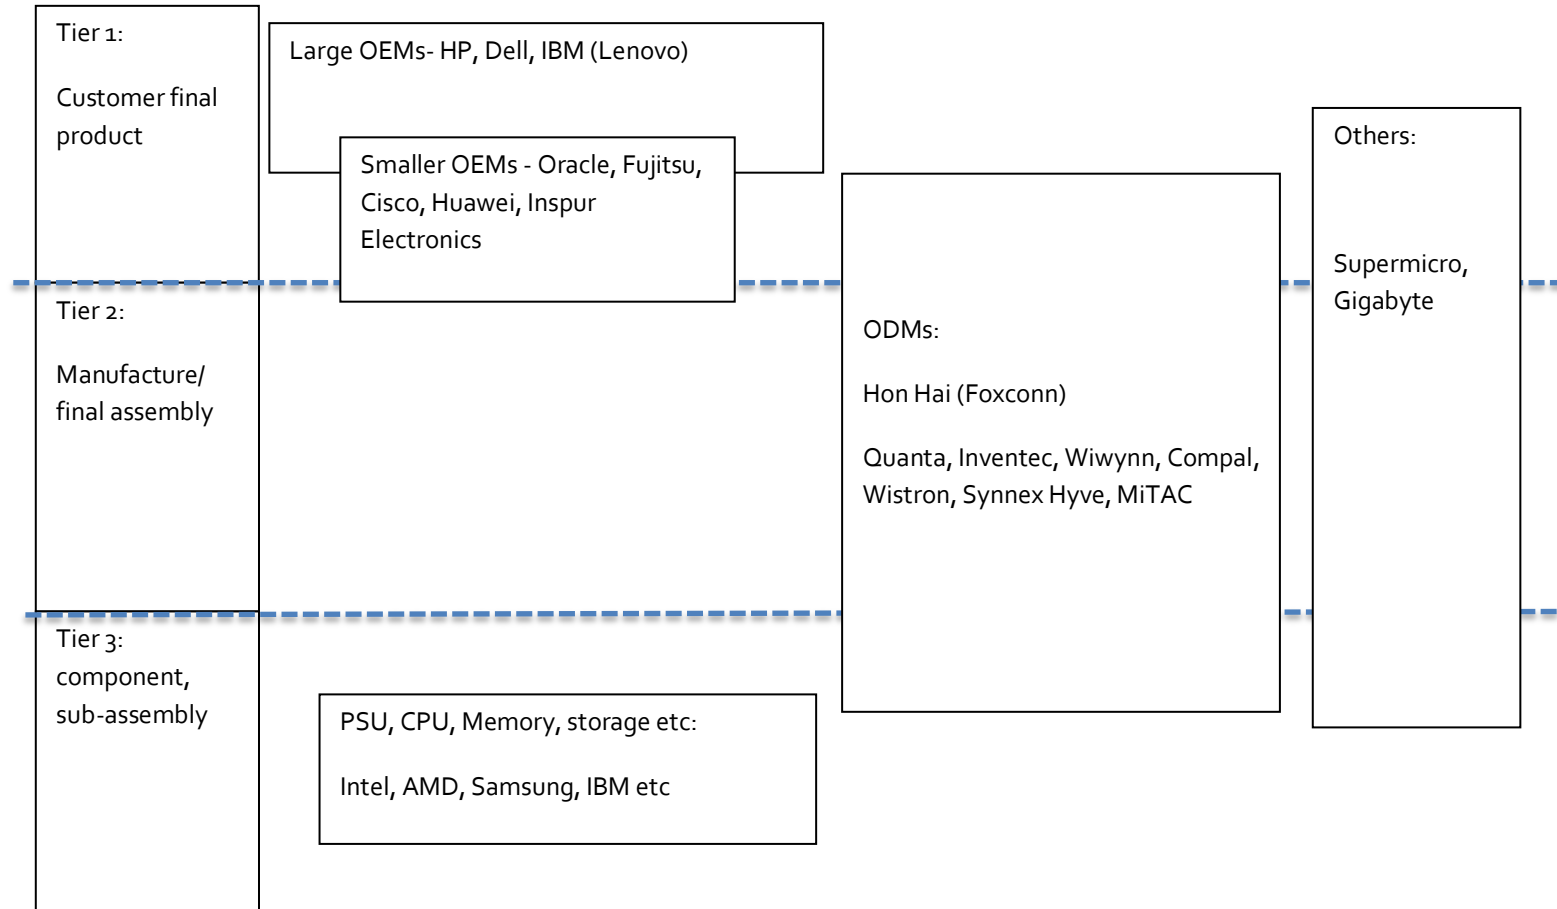 Tier 1:
Customer final
product
Large OEMs- HP, Dell, IBM (Lenovo)
Smaller OEMs - Oracle, Fujitsu,
Cisco, Huawei, Inspur
Electronics
Others:
Supermicro,
Gigabyte
Tier 2:
Manufacture/
final assembly
ODMs:
Hon Hai (Foxconn)
Quanta, Inventec, Wiwynn, Compal,
Wistron, Synnex Hyve, MiTAC
Tier 3:
component,
sub-assembly
PSU, CPU, Memory, storage etc:
Intel, AMD, Samsung, IBM etc